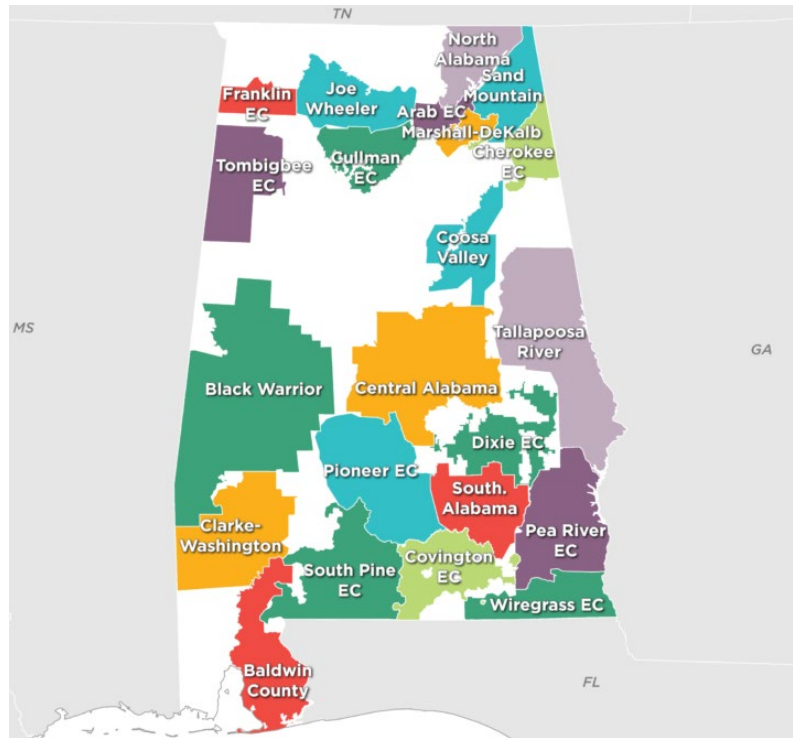 TN
North
Alabama
Sand
Mountain
Joe
Wheeler
Franklin
EC
Arab EC
Marshall-DeKalb
Cherokee
EC
Cullman
EC
Tombigbee
EC
Coosa
Valley
MS
Tallapoosa
River
GA
Black Warrior
Central Alabama
Dixie EC
Pioneer EC
South.
Alabama
Clarke-
Washington
Pea River
EC
Covington
EC
South Pine
EC
Wiregrass EC
Baldwin
County
FL